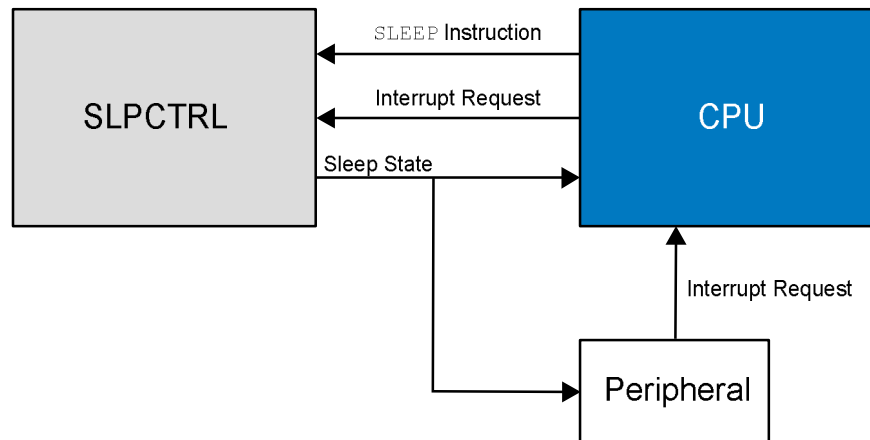 SLEEP Instruction
SLPCTRL
Interrupt Request
CPU
Sleep State
Interrupt Request
Peripheral